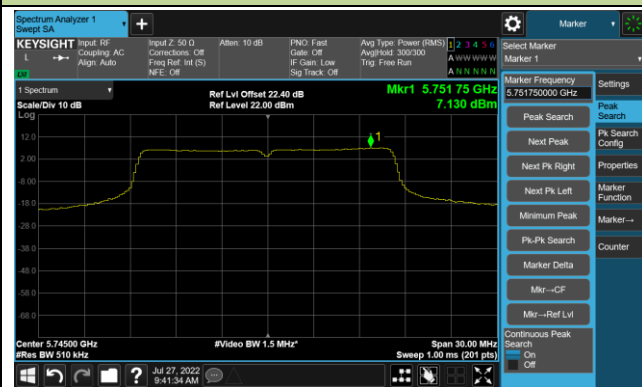 Spectrum Analyzer 1
Swept SA
Marker
KEYSIGHT
Input: RF
Coupling: AC
Align: Auto
Input Z: 50 Ω
Corrections: Off
Freq Ref: Int (S)
NFE: Off
Atten: 10 dB
PNO: Fast
Gate: Off
IF Gain: Low
Sig Track: Off
Avg Type: Power (RMS)
Avg|Hold: 300/300
Trig: Free Run
1 2 3 4 5 6
A W W W W W
A N N N N N
L
Select Marker
Marker 1
1 Spectrum
Scale/Div 10 dB
Log
Ref Lvl Offset 22.40 dB
Ref Level 22.00 dBm
Mkr1 5.751 75 GHz
7.130 dBm
12.0
2.00
-8.00
-18.0
-28.0
-38.0
-48.0
-58.0
-68.0
1
Center 5.74500 GHz
#Res BW 510 kHz
#Video BW 1.5 MHz*
Span 30.00 MHz
Sweep 1.00 ms (201 pts)
Marker Frequency
5.751750000 GHz
Peak Search
Next Peak
Next Pk Right
Next Pk Left
Minimum Peak
Pk-Pk Search
Marker Delta
Mkr→CF
Mkr→Ref Lvl
Continuous Peak
Search
On
Off
Settings
Peak
Search
Pk Search
Config
Properties
Marker
Function
Marker→
Counter
Jul 27, 2022
9:41:34 AM